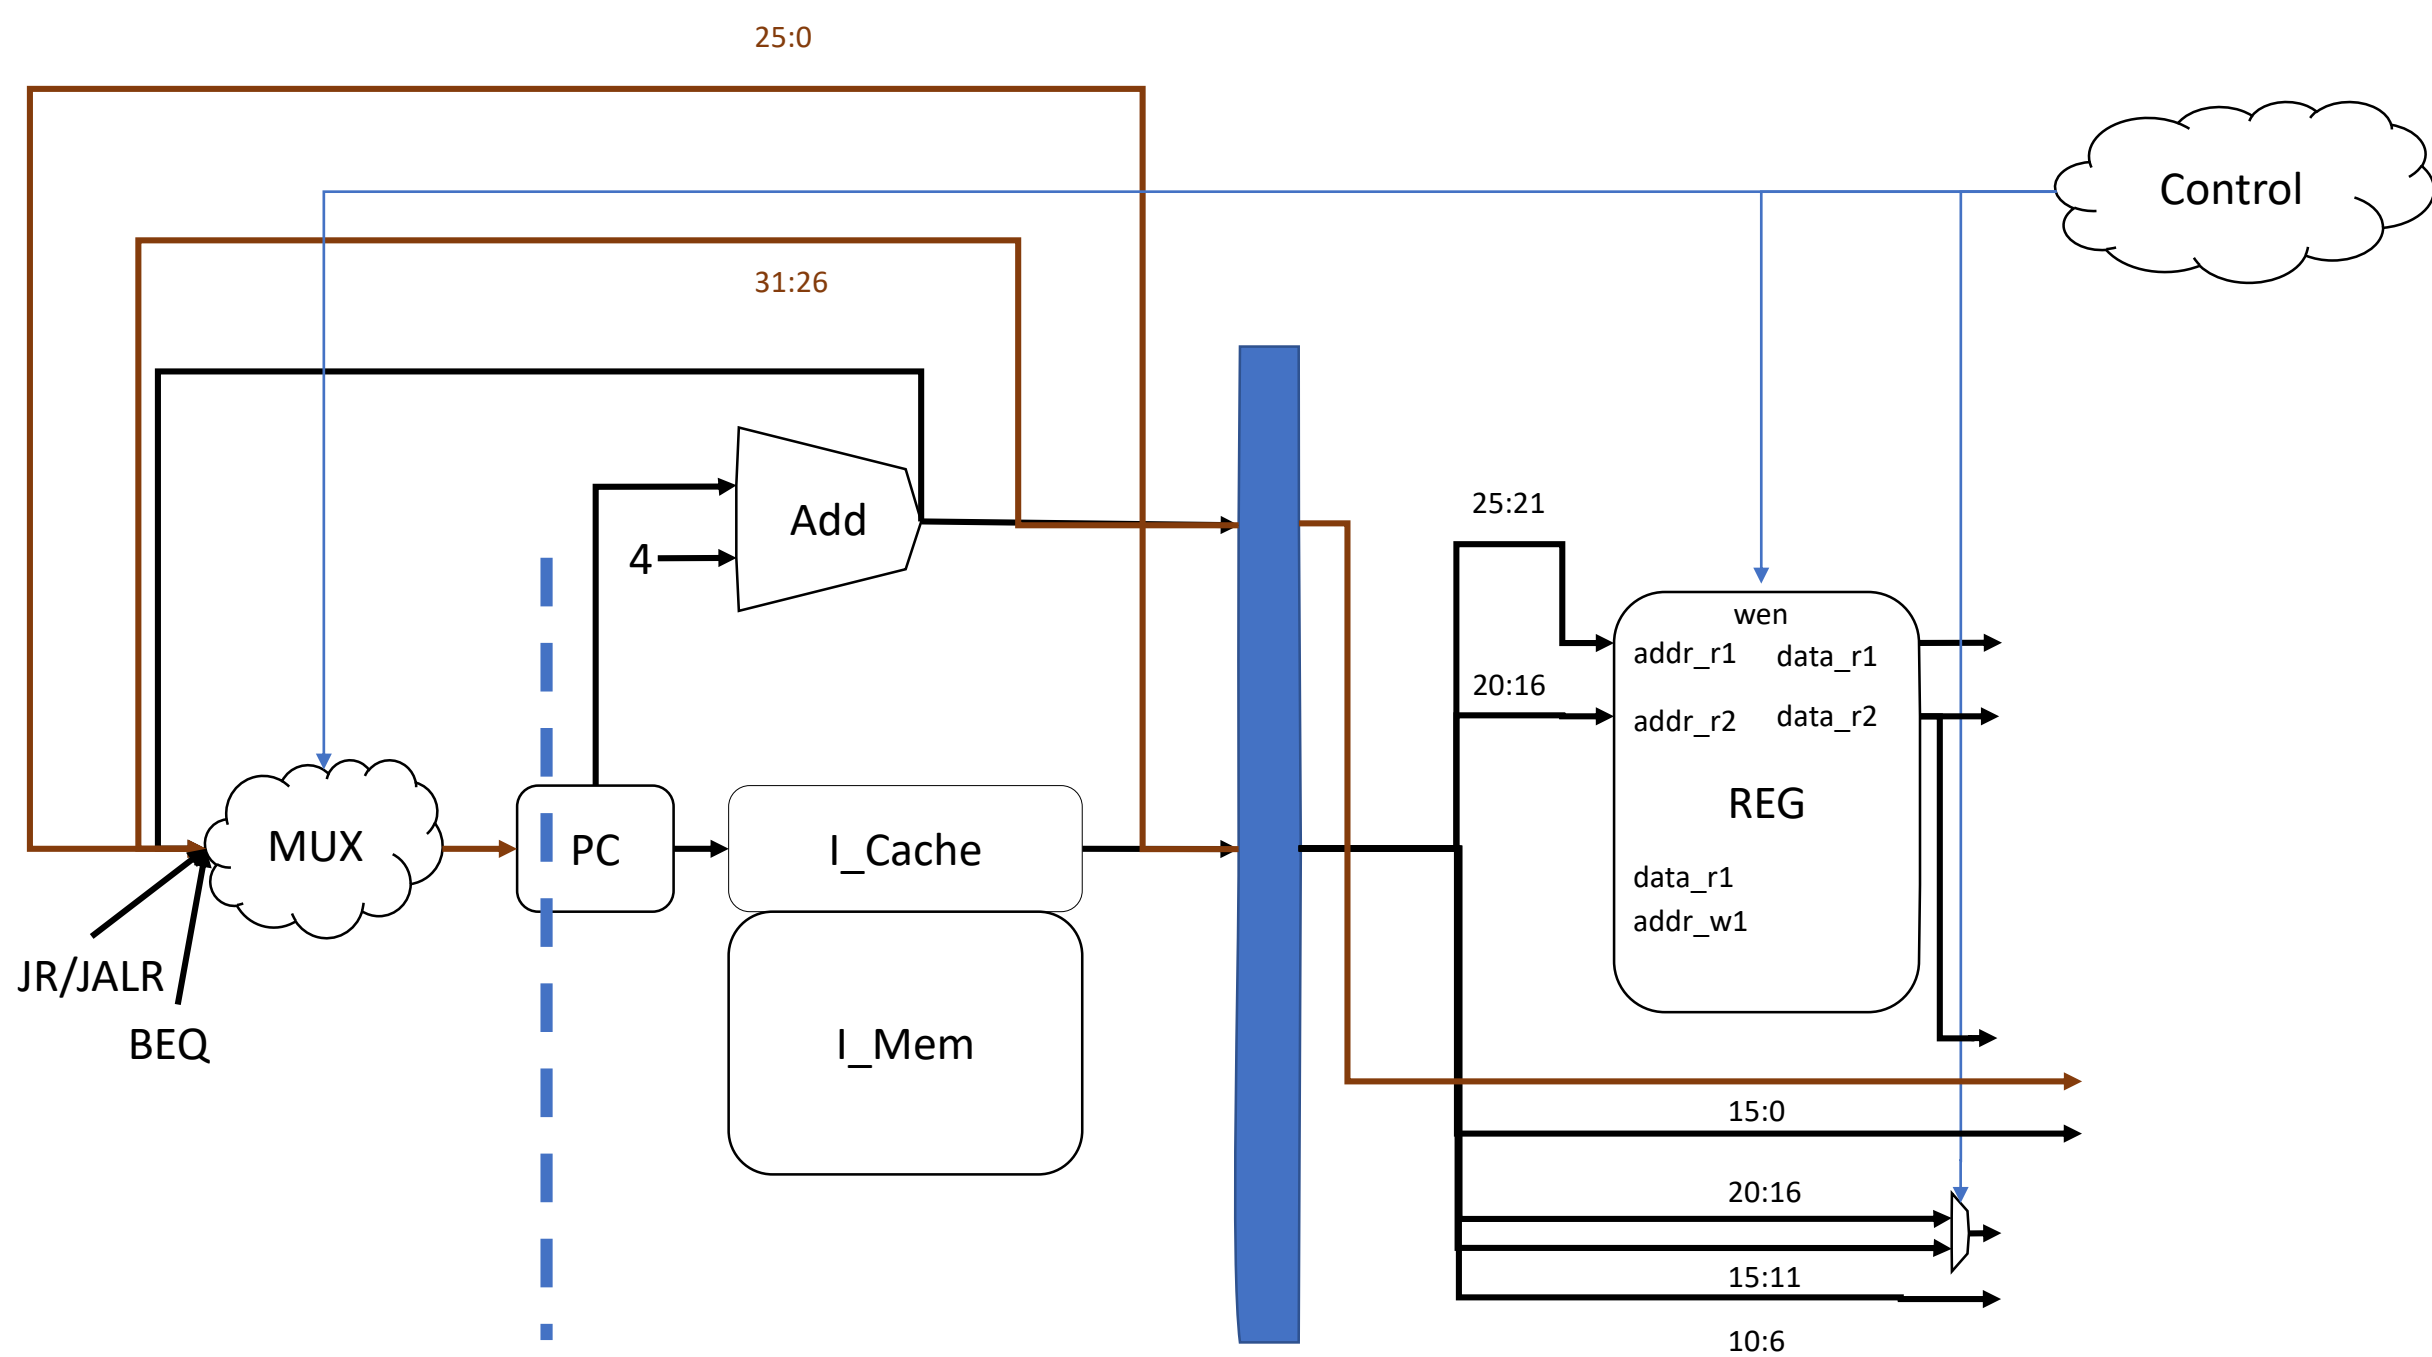 25:0
Control
31:26
Add
4
25:21
wen
addr_r1
data_r1
20:16
addr_r2
data_r2
REG
MUX
PC
I_Cache
data_r1
addr_w1
JR/JALR
BEQ
I_Mem
15:0
20:16
15:11
10:6